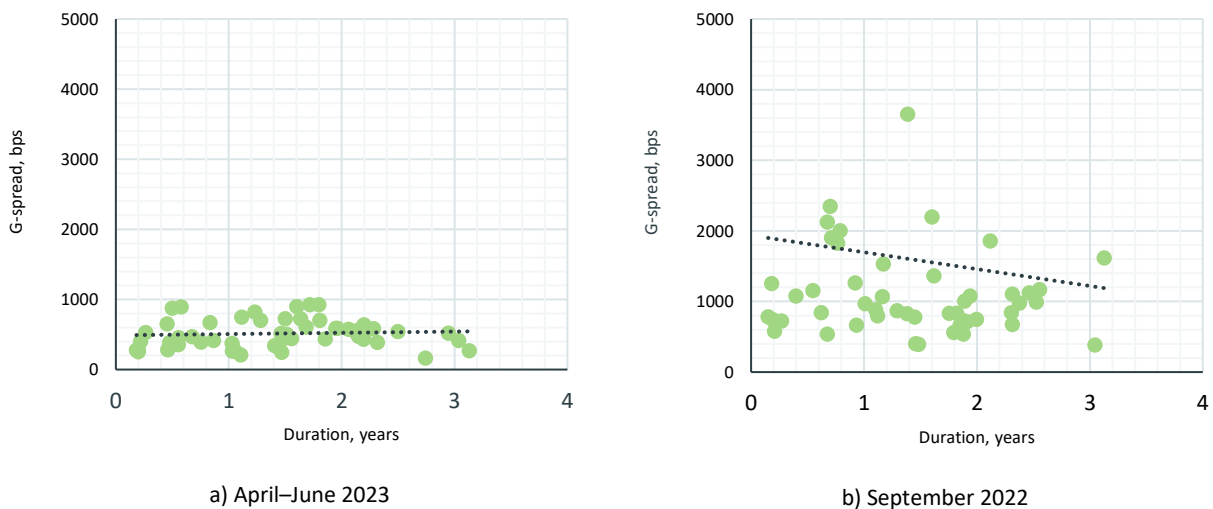 5000
4000
3000
2000
1000
0
G-spread, bps
0 1 2 3 4
Duration, years
a) April–June 2023
5000
4000
3000
2000
1000
0
G-spread, bps
0 1 2 3 4
Duration, years
b) September 2022